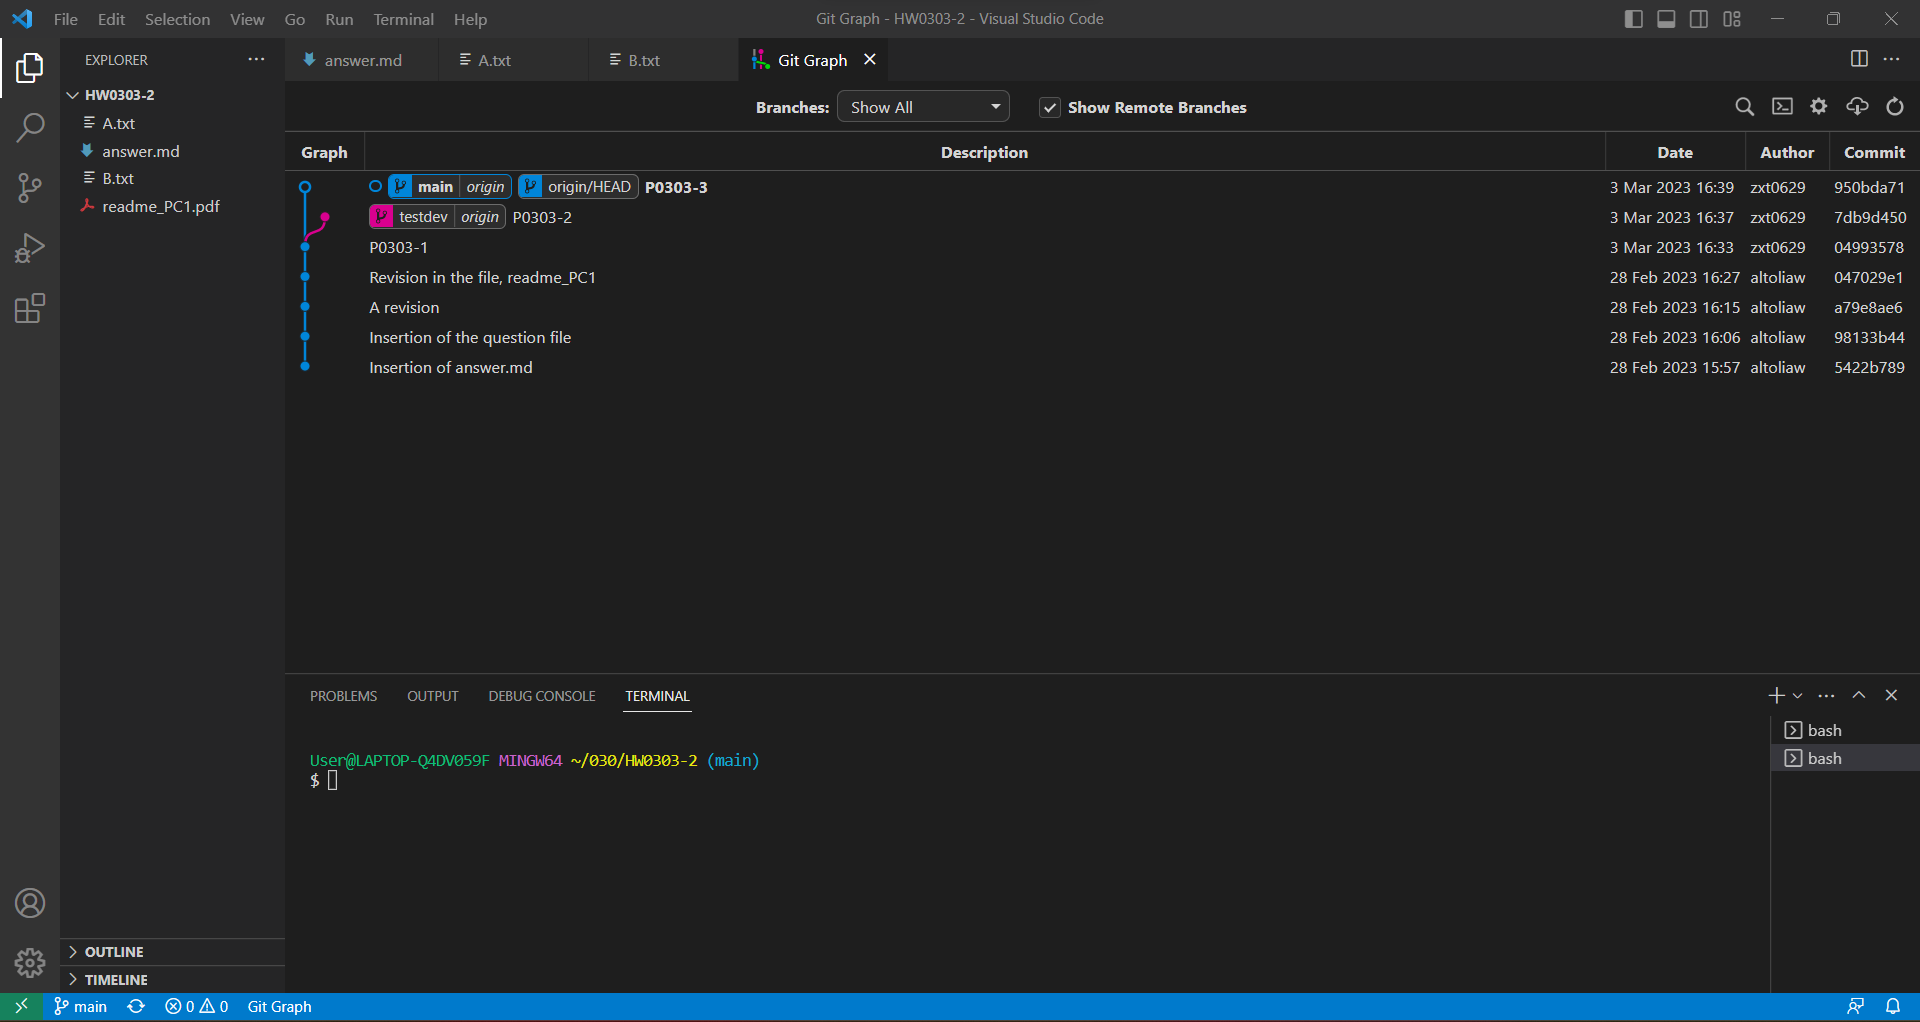 File Edit Selection View Go Run Terminal Help
Git Graph - HW0303-2 - Visual Studio Code
EXPLORER
HW0303-2
A.txt
answer.md
B.txt
readme_PC1.pdf
OUTLINE
TIMELINE
answer.md A.txt B.txt Git Graph
Branches: Show All Show Remote Branches
Graph Description Date Author Commit
main origin origin/HEAD P0303-3 3 Mar 2023 16:39 zxt0629 950bda71
testdev origin P0303-2 3 Mar 2023 16:37 zxt0629 7db9d450
P0303-1 3 Mar 2023 16:33 zxt0629 04993578
Revision in the file, readme_PC1 28 Feb 2023 16:27 altoliaw 047029e1
A revision 28 Feb 2023 16:15 altoliaw a79e8ae6
Insertion of the question file 28 Feb 2023 16:06 altoliaw 98133b44
Insertion of answer.md 28 Feb 2023 15:57 altoliaw 5422b789
PROBLEMS OUTPUT DEBUG CONSOLE TERMINAL
User@LAPTOP-Q4DV059F MINGW64 ~/030/HW0303-2 (main)
$
bash
bash
main 0 0 Git Graph